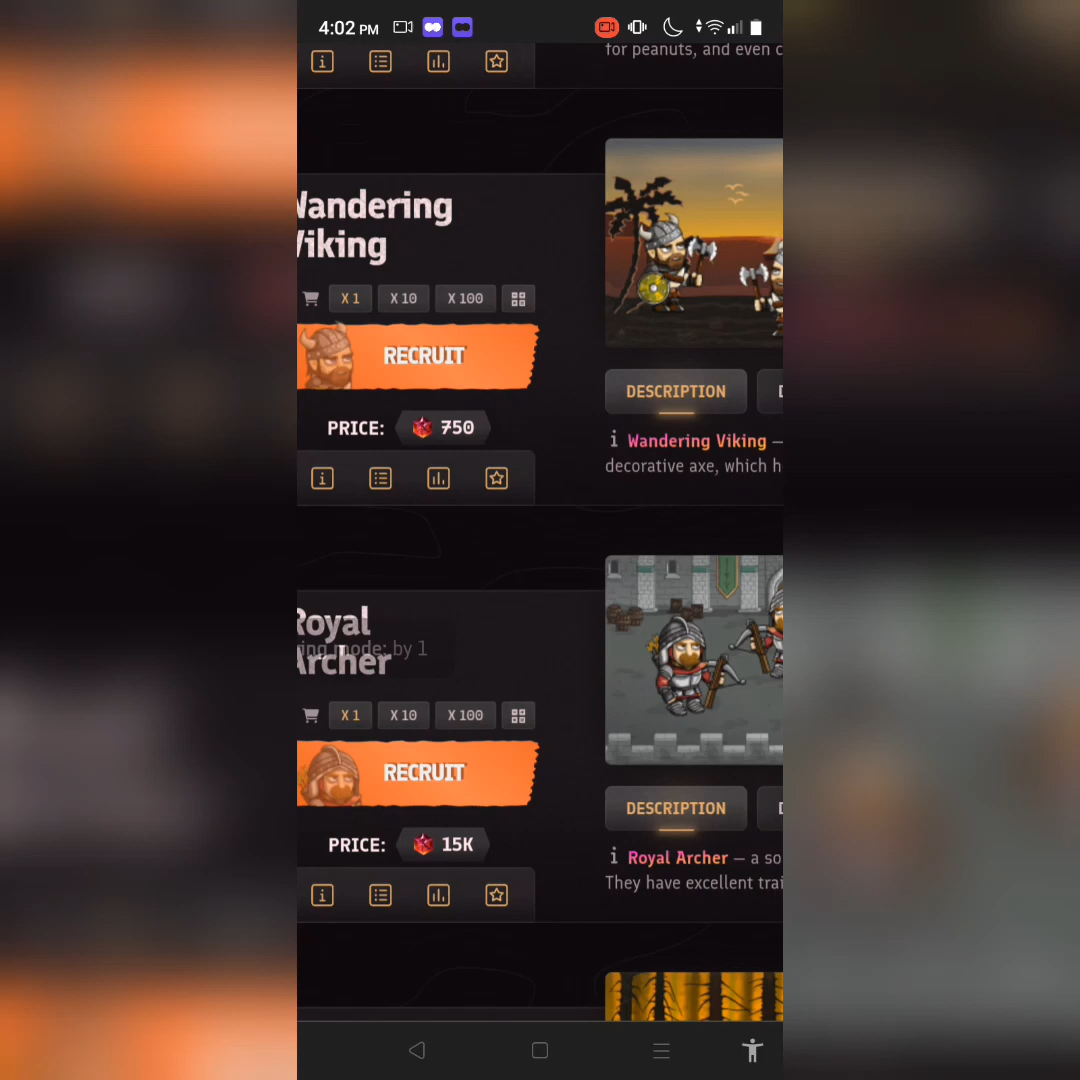 4:02 PM
for peanuts, and even c
Wandering
Viking
X 1 X 10 X 100
RECRUIT
PRICE: 750
DESCRIPTION D
Wandering Viking —
decorative axe, which h
Royal
Archer
ing mode: by 1
X 1 X 10 X 100
RECRUIT
PRICE: 15K
DESCRIPTION D
Royal Archer — a so
They have excellent trai